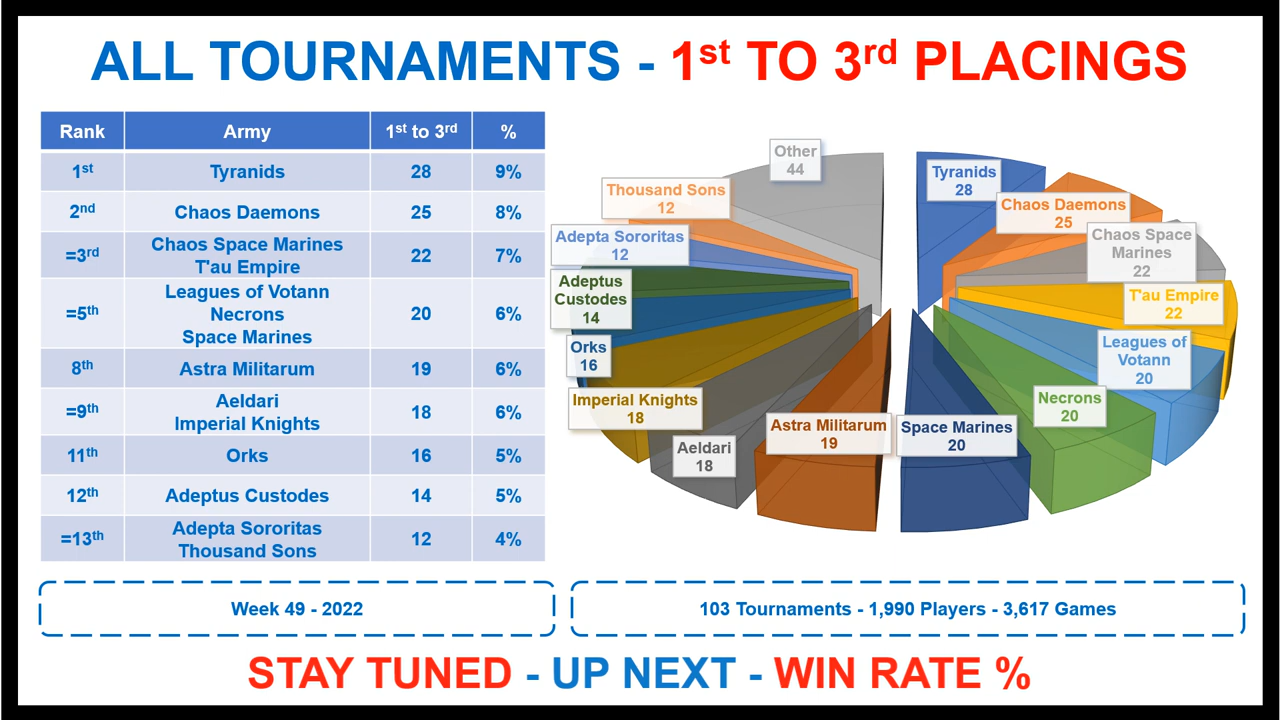 ALL TOURNAMENTS - 1st TO 3rd PLACINGS
Rank Army 1st to 3rd %
1st Tyranids 28 9%
2nd Chaos Daemons 25 8%
=3rd Chaos Space Marines 22 7%
T'au Empire
=5th Leagues of Votann 20 6%
Necrons
Space Marines
8th Astra Militarum 19 6%
=9th Aeldari 18 6%
Imperial Knights
11th Orks 16 5%
12th Adeptus Custodes 14 5%
=13th Adepta Sororitas 12 4%
Thousand Sons
Other
44
Tyranids
28
Thousand Sons
12
Chaos Daemons
25
Adepta Sororitas
12
Chaos Space
Marines
22
Adeptus
Custodes
14
T'au Empire
22
Orks
16
Leagues of
Votann
20
Imperial Knights
18
Necrons
20
Aeldari
18
Astra Militarum
19
Space Marines
20
Week 49 - 2022
103 Tournaments - 1,990 Players - 3,617 Games
STAY TUNED - UP NEXT - WIN RATE %